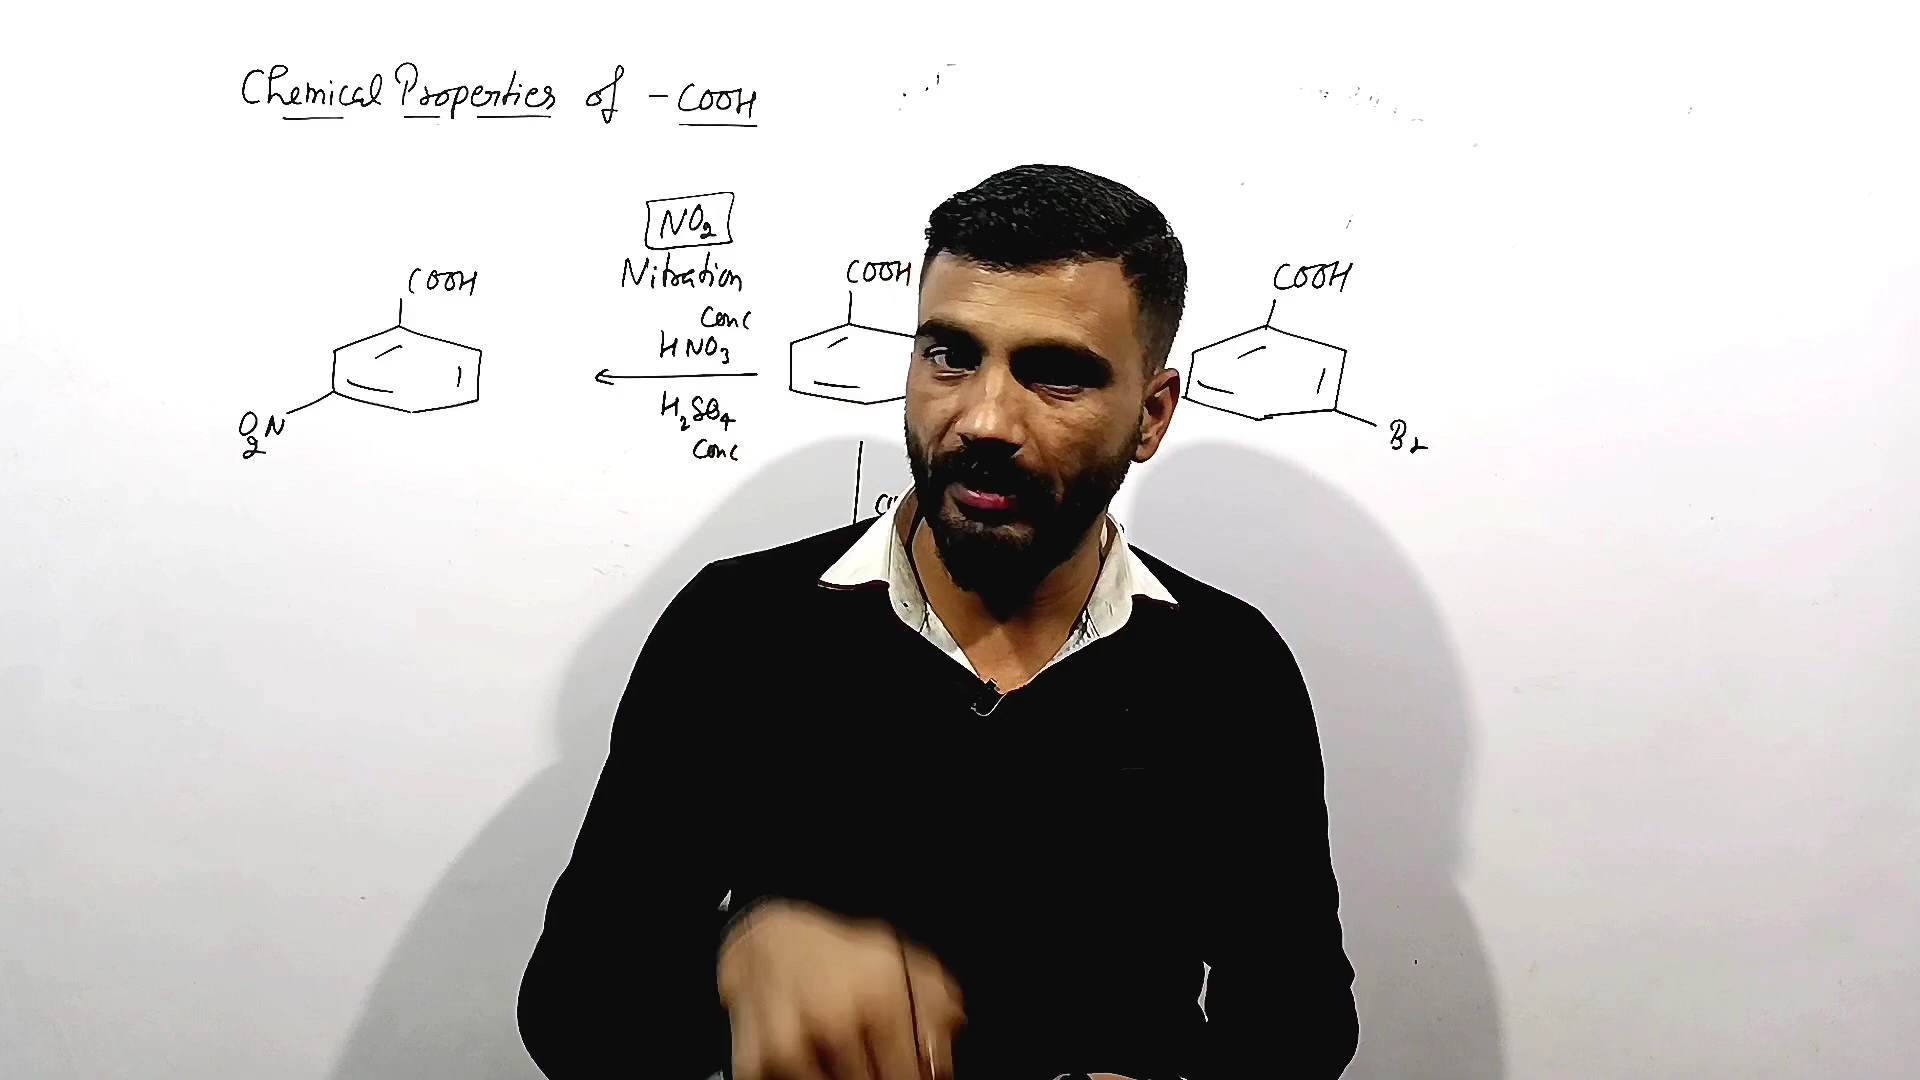 Chemical Properties of - COOH
NO2
Nitration
COOH
COOH
COOH
conc
HNO3
H2SO4
O2N
Br
conc